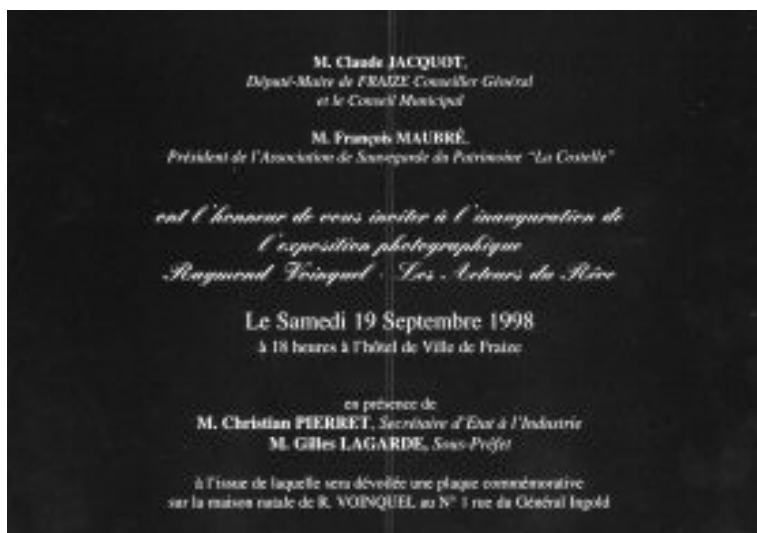 M. Claude JACQUOT,
Député-Maire de FRAIZE Conseiller Général
et le Conseil Municipal
M. François MAUBRÉ,
Président de l'Association de Sauvegarde du Patrimoine "La Costelle"
ont l'honneur de vous inviter à l'inauguration de
l'exposition photographique
Raymond Voinquel - Les Acteurs du Rêve
Le Samedi 19 Septembre 1998
à 18 heures à l'hôtel de Ville de Fraize
en présence de
M. Christian PIERRET, Secrétaire d'Etat à l'Industrie
M. Gilles LAGARDE, Sous-Préfet
à l'issue de laquelle sera dévoilée une plaque commémorative
sur la maison natale de R. VOINQUEL au N° 1 rue du Général Ingold